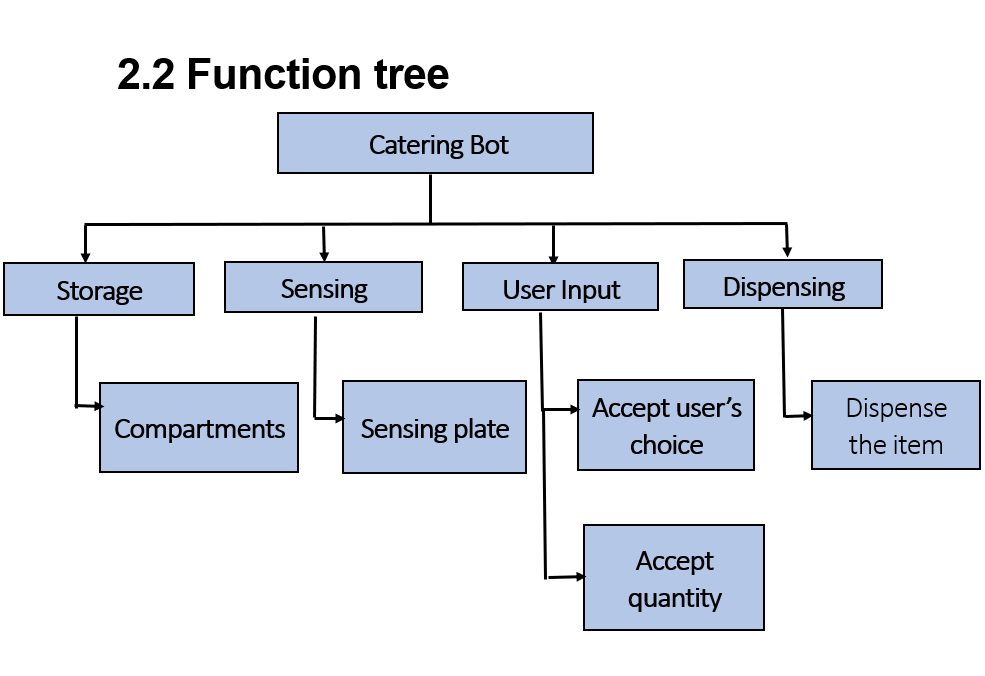 2.2 Function tree
Catering Bot
Storage
Sensing
User Input
Dispensing
Compartments
Sensing plate
Accept user’s
choice
Dispense
the item
Accept
quantity